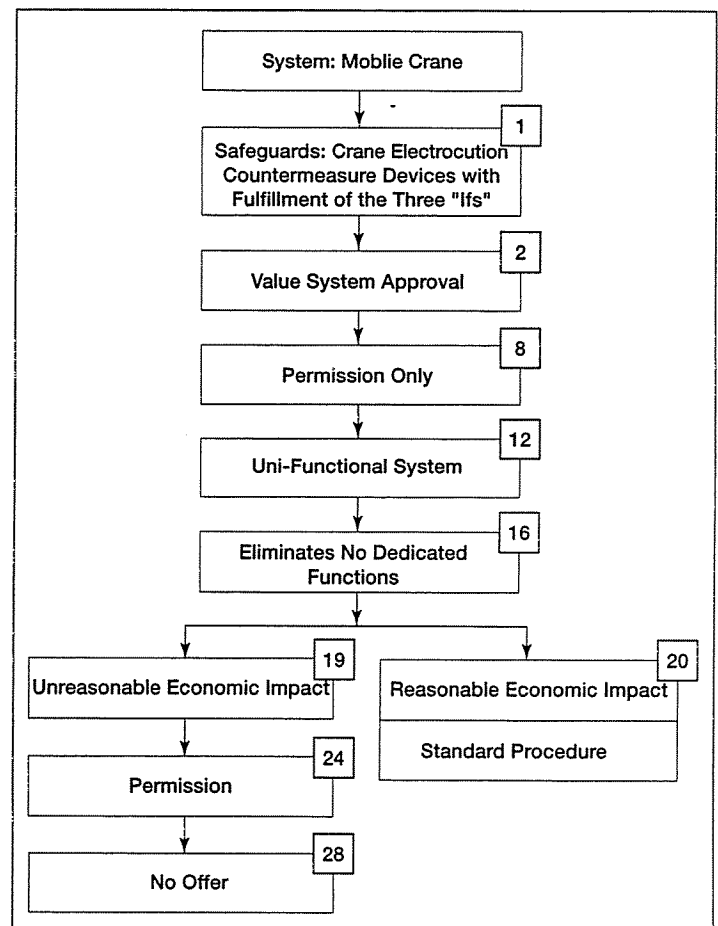 System: Moblie Crane
1
Safeguards: Crane Electrocution
Countermeasure Devices with
Fulfillment of the Three "Ifs"
2
Value System Approval
8
Permission Only
12
Uni-Functional System
16
Eliminates No Dedicated
Functions
19
Unreasonable Economic Impact
20
Reasonable Economic Impact
Standard Procedure
24
Permission
28
No Offer